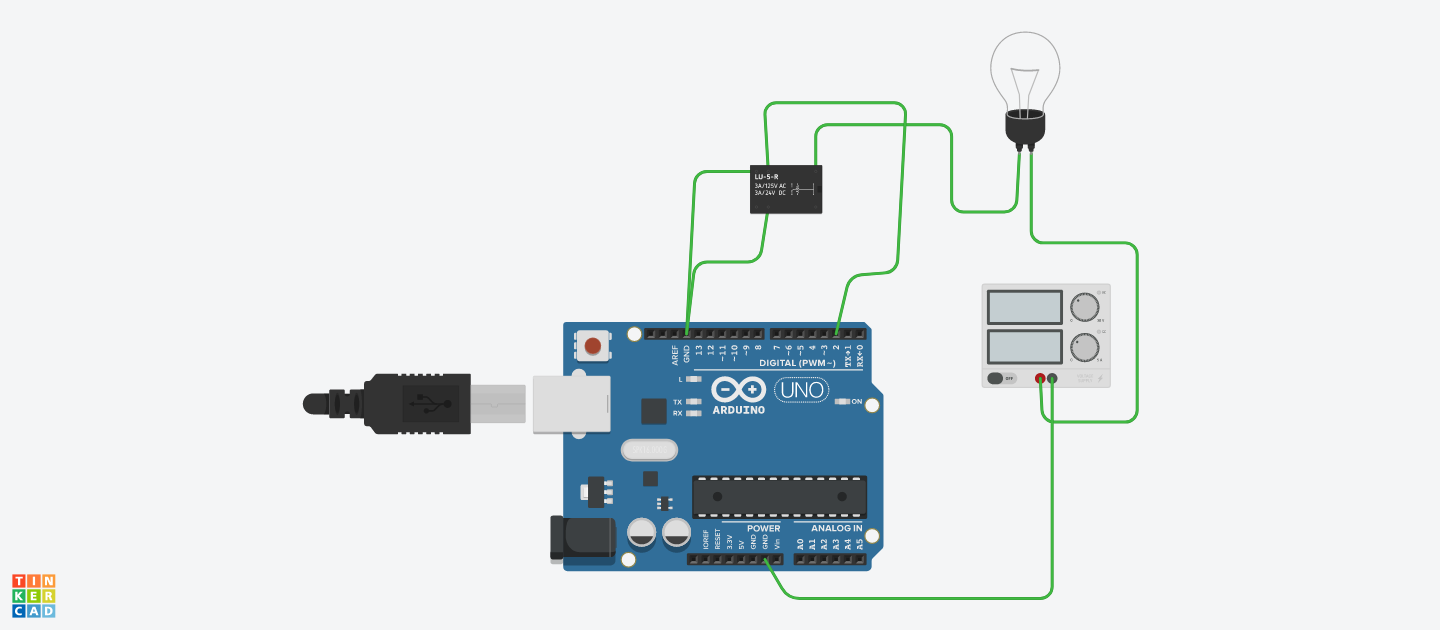 LU-5-R
3A/125V AC
3A/24V DC
AREF
GND
13
12
~11
~10
~9
8
7
~6
~5
4
~3
2
TX→1
RX←0
DIGITAL (PWM~)
L
TX
RX
ARDUINO
UNO
ON
OFF
POWER
ANALOG IN
IOREF
RESET
3.3V
5V
GND
GND
Vin
A0
A1
A2
A3
A4
A5
TIN
KER
CAD